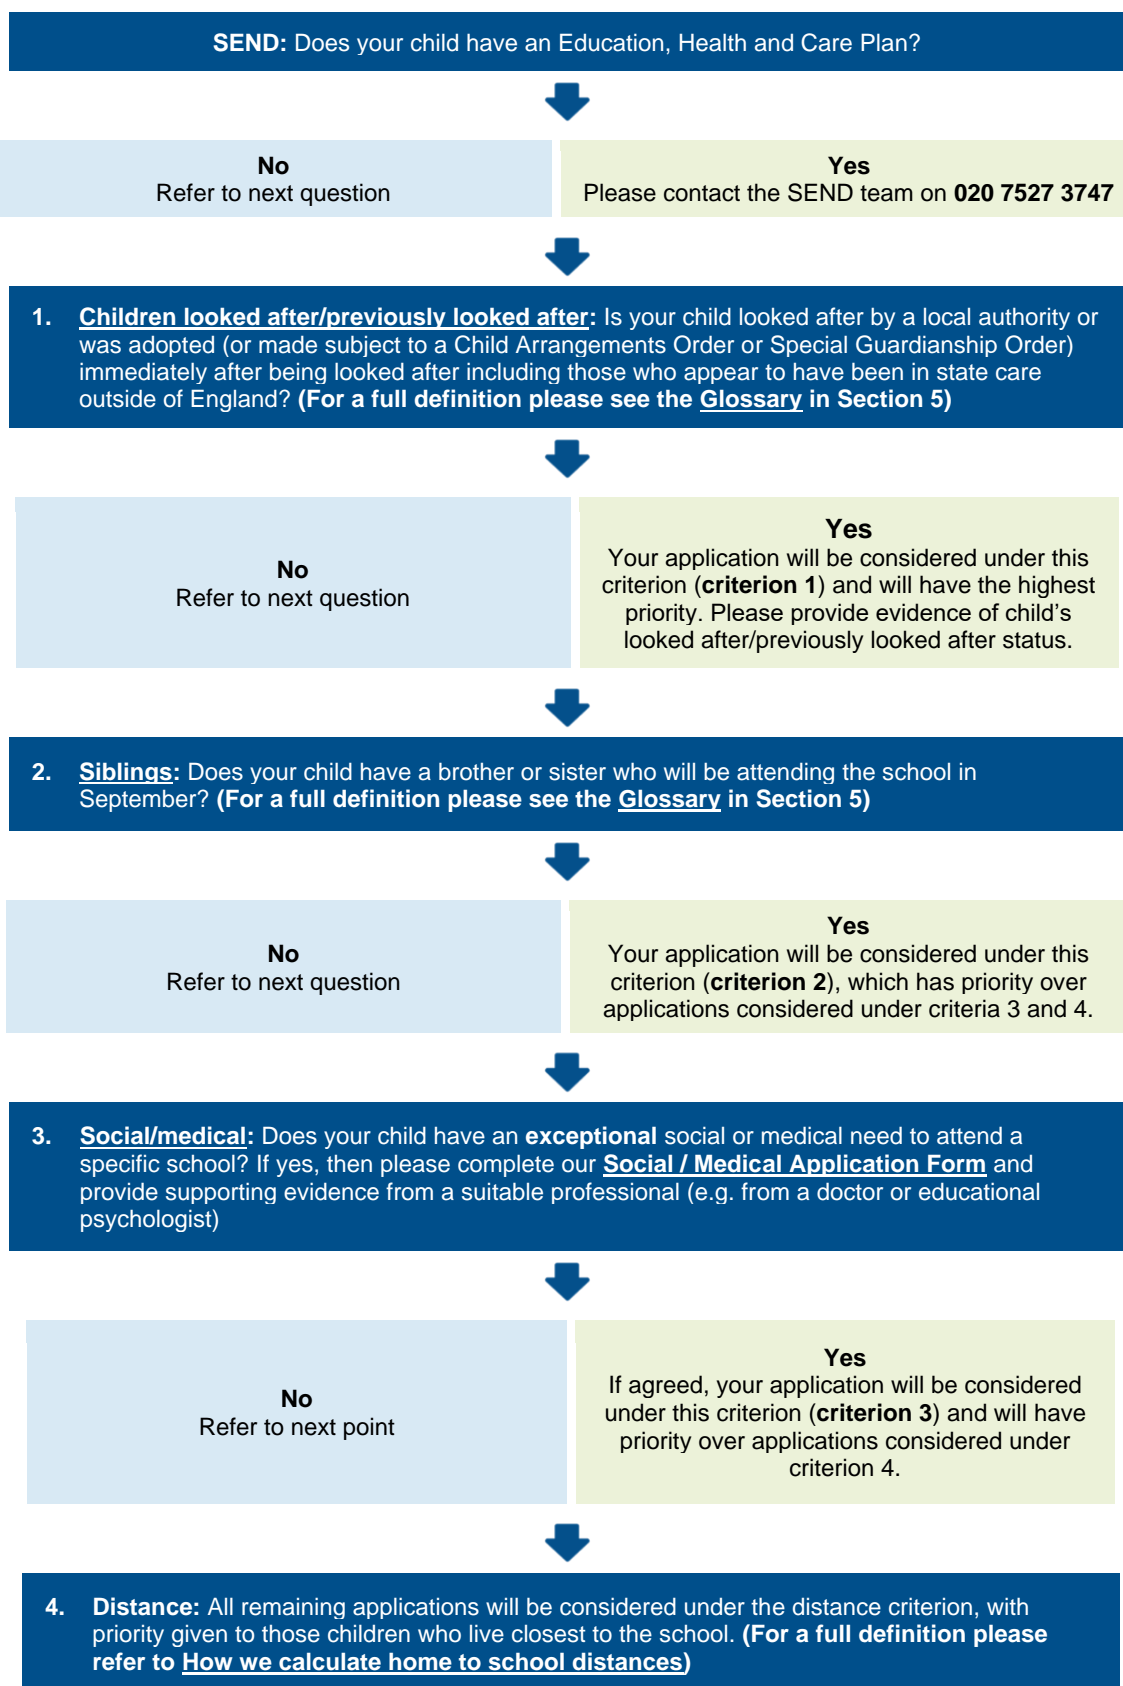 SEND: Does your child have an Education, Health and Care Plan?
No
Refer to next question
Yes
Please contact the SEND team on 020 7527 3747
1. Children looked after/previously looked after: Is your child looked after by a local authority or
was adopted (or made subject to a Child Arrangements Order or Special Guardianship Order)
immediately after being looked after including those who appear to have been in state care
outside of England? (For a full definition please see the Glossary in Section 5)
No
Refer to next question
Yes
Your application will be considered under this
criterion (criterion 1) and will have the highest
priority. Please provide evidence of child's
looked after/previously looked after status.
2. Siblings: Does your child have a brother or sister who will be attending the school in
September? (For a full definition please see the Glossary in Section 5)
No
Refer to next question
Yes
Your application will be considered under this
criterion (criterion 2), which has priority over
applications considered under criteria 3 and 4.
3. Social/medical: Does your child have an exceptional social or medical need to attend a
specific school? If yes, then please complete our Social / Medical Application Form and
provide supporting evidence from a suitable professional (e.g. from a doctor or educational
psychologist)
No
Refer to next point
Yes
If agreed, your application will be considered
under this criterion (criterion 3) and will have
priority over applications considered under
criterion 4.
4. Distance: All remaining applications will be considered under the distance criterion, with
priority given to those children who live closest to the school. (For a full definition please
refer to How we calculate home to school distances)